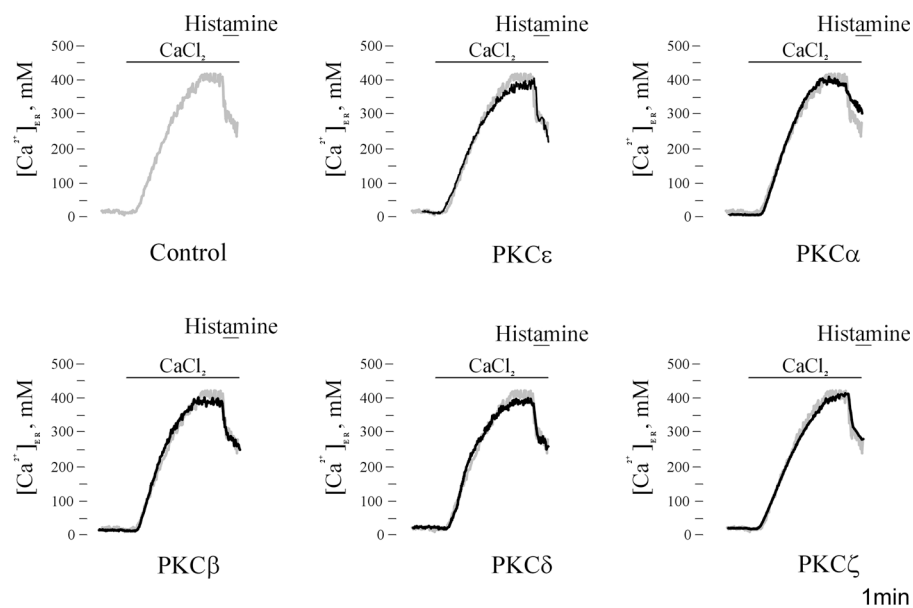 Histamine
CaCl₂
500
400
300
200
100
0
[Ca²⁺]ER, mM
Control
Histamine
CaCl₂
500
400
300
200
100
0
[Ca²⁺]ER, mM
PKCε
Histamine
CaCl₂
500
400
300
200
100
0
[Ca²⁺]ER, mM
PKCα
Histamine
CaCl₂
500
400
300
200
100
0
[Ca²⁺]ER, mM
PKCβ
Histamine
CaCl₂
500
400
300
200
100
0
[Ca²⁺]ER, mM
PKCδ
Histamine
CaCl₂
500
400
300
200
100
0
[Ca²⁺]ER, mM
PKCζ
1min